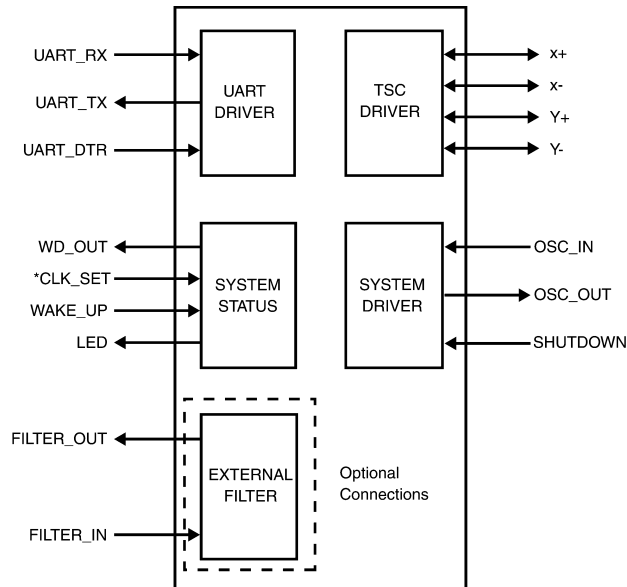 UART_RX
UART_TX
UART_DTR
UART
DRIVER
TSC
DRIVER
x+
x-
Y+
Y-
WD_OUT
*CLK_SET
WAKE_UP
LED
SYSTEM
STATUS
SYSTEM
DRIVER
OSC_IN
OSC_OUT
SHUTDOWN
FILTER_OUT
FILTER_IN
EXTERNAL
FILTER
Optional
Connections